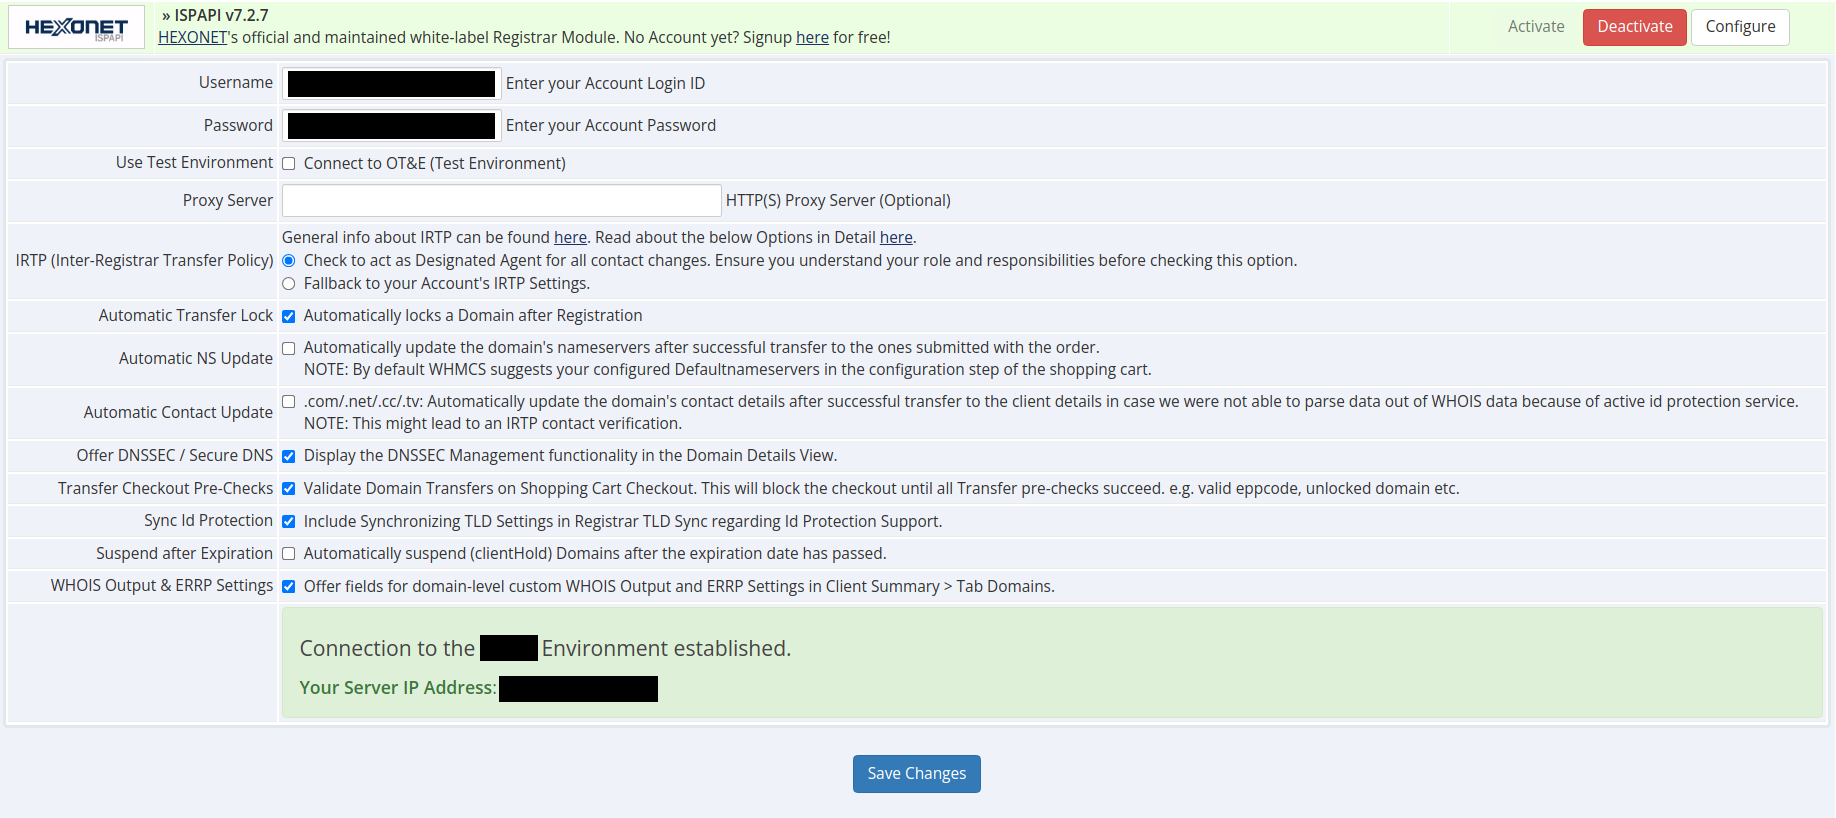 HEXONET
ISPAPI
» ISPAPI v7.2.7
HEXONET's official and maintained white-label Registrar Module. No Account yet? Signup here for free!
Activate
Deactivate
Configure
Username
Enter your Account Login ID
Password
Enter your Account Password
Use Test Environment
Connect to OT&E (Test Environment)
Proxy Server
HTTP(S) Proxy Server (Optional)
IRTP (Inter-Registrar Transfer Policy)
General info about IRTP can be found here. Read about the below Options in Detail here.
Check to act as Designated Agent for all contact changes. Ensure you understand your role and responsibilities before checking this option.
Fallback to your Account's IRTP Settings.
Automatic Transfer Lock
Automatically locks a Domain after Registration
Automatic NS Update
Automatically update the domain's nameservers after successful transfer to the ones submitted with the order.
NOTE: By default WHMCS suggests your configured Defaultnameservers in the configuration step of the shopping cart.
Automatic Contact Update
.com/.net/.cc/.tv: Automatically update the domain's contact details after successful transfer to the client details in case we were not able to parse data out of WHOIS data because of active id protection service.
NOTE: This might lead to an IRTP contact verification.
Offer DNSSEC / Secure DNS
Display the DNSSEC Management functionality in the Domain Details View.
Transfer Checkout Pre-Checks
Validate Domain Transfers on Shopping Cart Checkout. This will block the checkout until all Transfer pre-checks succeed. e.g. valid eppcode, unlocked domain etc.
Sync Id Protection
Include Synchronizing TLD Settings in Registrar TLD Sync regarding Id Protection Support.
Suspend after Expiration
Automatically suspend (clientHold) Domains after the expiration date has passed.
WHOIS Output & ERRP Settings
Offer fields for domain-level custom WHOIS Output and ERRP Settings in Client Summary > Tab Domains.
Connection to the Environment established.
Your Server IP Address:
Save Changes